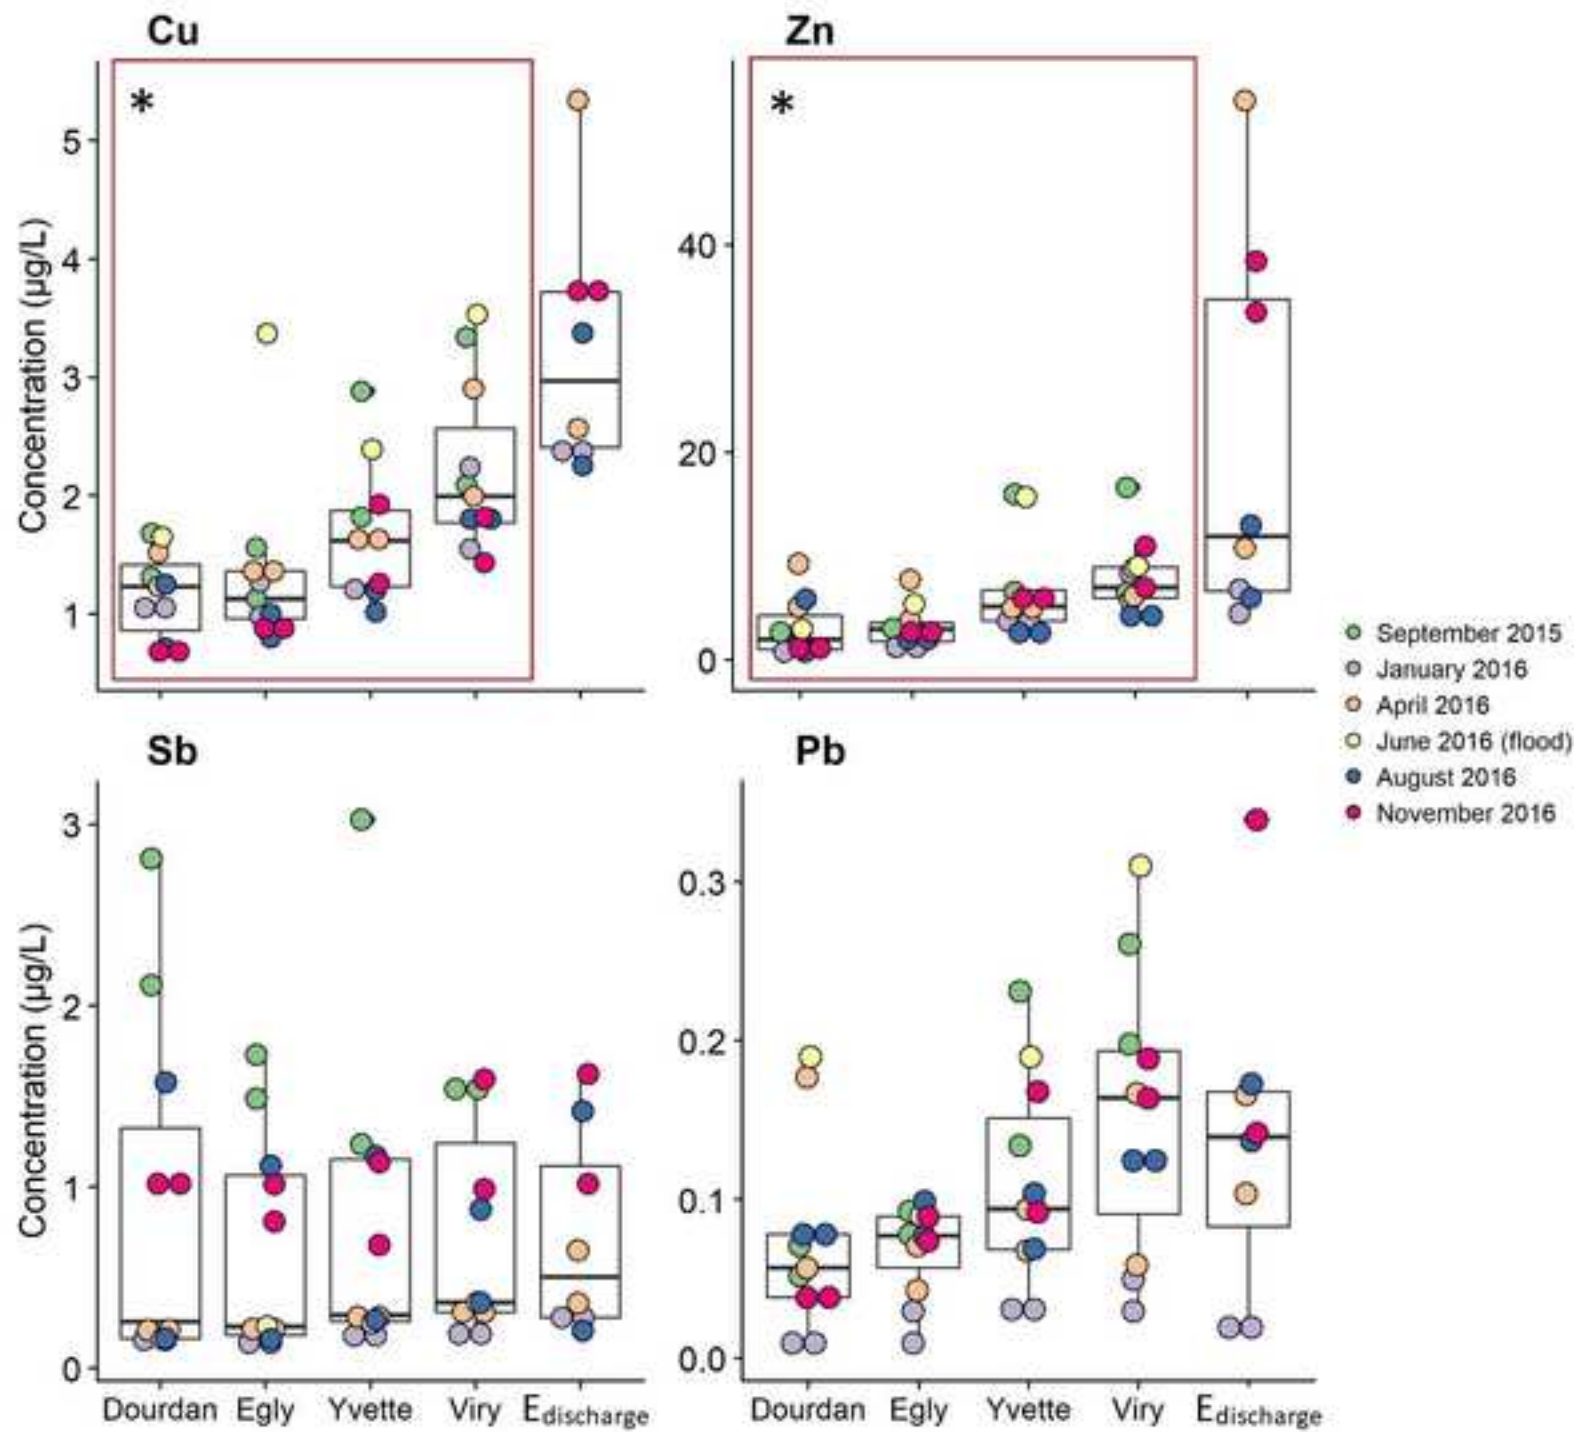 Cu
*
Concentration (µg/L)
5
4
3
2
1
Zn
*
40
20
0
September 2015
January 2016
April 2016
June 2016 (flood)
August 2016
November 2016
Sb
Concentration (µg/L)
3
2
1
0
Dourdan Egly Yvette Viry Edischarge
Pb
0.3
0.2
0.1
0.0
Dourdan Egly Yvette Viry Edischarge